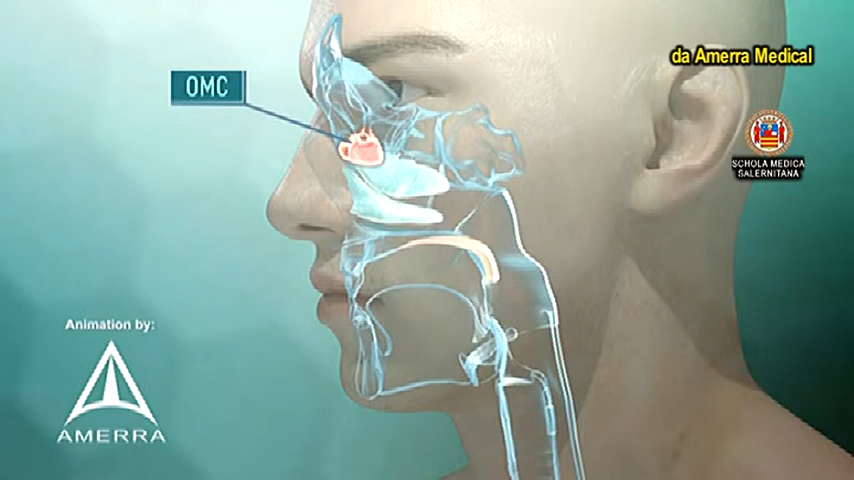 da Amerra Medical
OMC
SCHOLA MEDICA
SALERNITANA
Animation by:
AMERRA